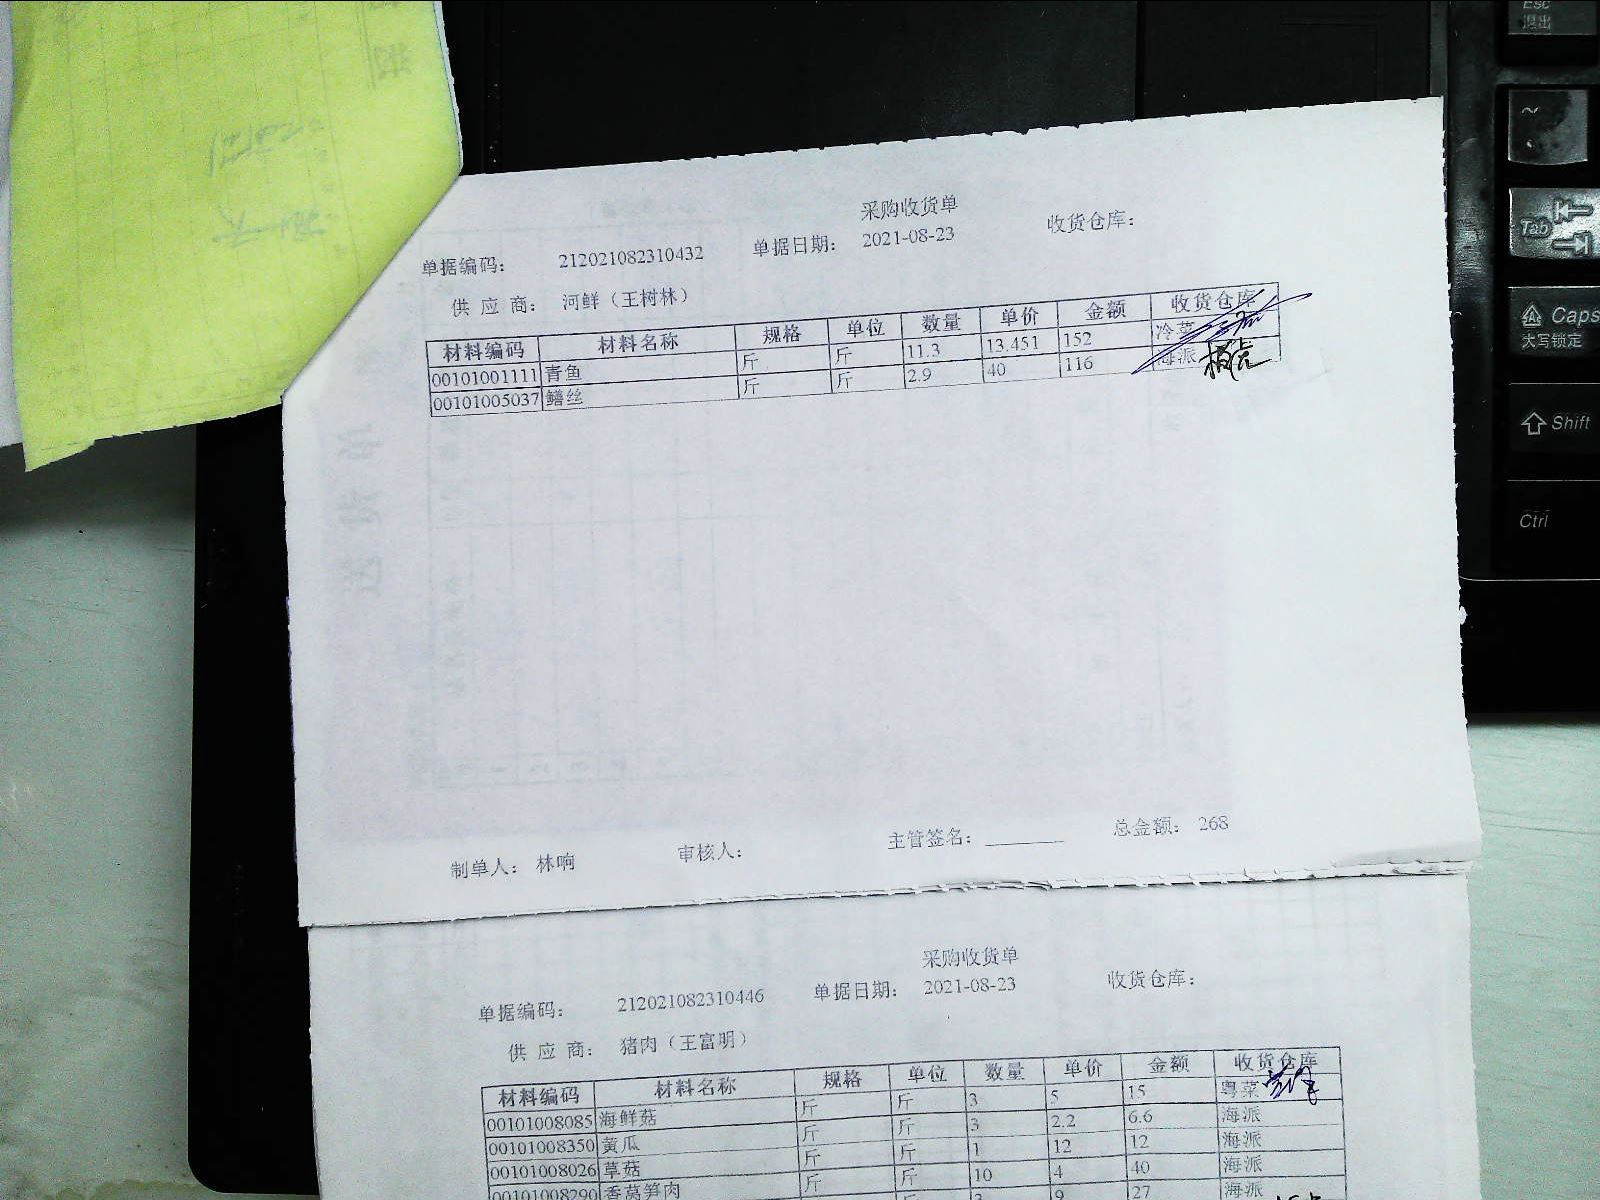 采购收货单
单据编码： 212021082310432 单据日期： 2021-08-23 收货仓库：
供 应 商： 河鲜（王树林）
材料编码 材料名称 规格 单位 数量 单价 金额 收货仓库
00101001111 青鱼 斤 斤 11.3 13.451 152 冷菜
00101005037 鳝丝 斤 斤 2.9 40 116 海派
制单人： 林响 审核人： 主管签名： 总金额： 268
采购收货单
单据编码： 212021082310446 单据日期： 2021-08-23 收货仓库：
供 应 商： 猪肉（王富明）
材料编码 材料名称 规格 单位 数量 单价 金额 收货仓库
00101008085 海鲜菇 斤 斤 3 5 15 粤菜
00101008350 黄瓜 斤 斤 3 2.2 6.6 海派
00101008026 草菇 斤 斤 1 12 12 海派
00101008290 香莴笋肉 斤 斤 10 4 40 海派
9 27 海派
Esc
退出
~
Tab
Caps
大写锁定
Shift
Ctrl